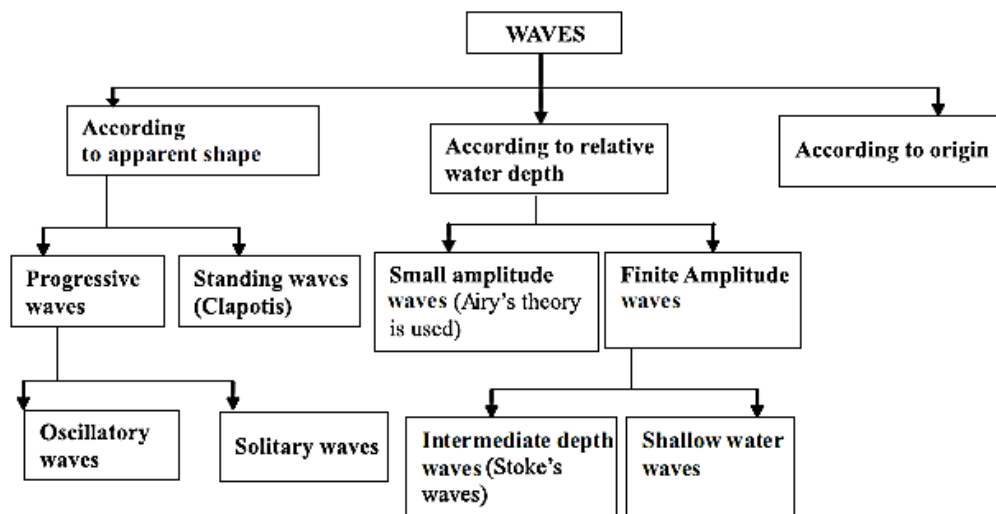 WAVES
According
to apparent shape
According to relative
water depth
According to origin
Progressive
waves
Standing waves
(Clapotis)
Small amplitude
waves (Airy's theory
is used)
Finite Amplitude
waves
Oscillatory
waves
Solitary waves
Intermediate depth
waves (Stoke's
waves)
Shallow water
waves